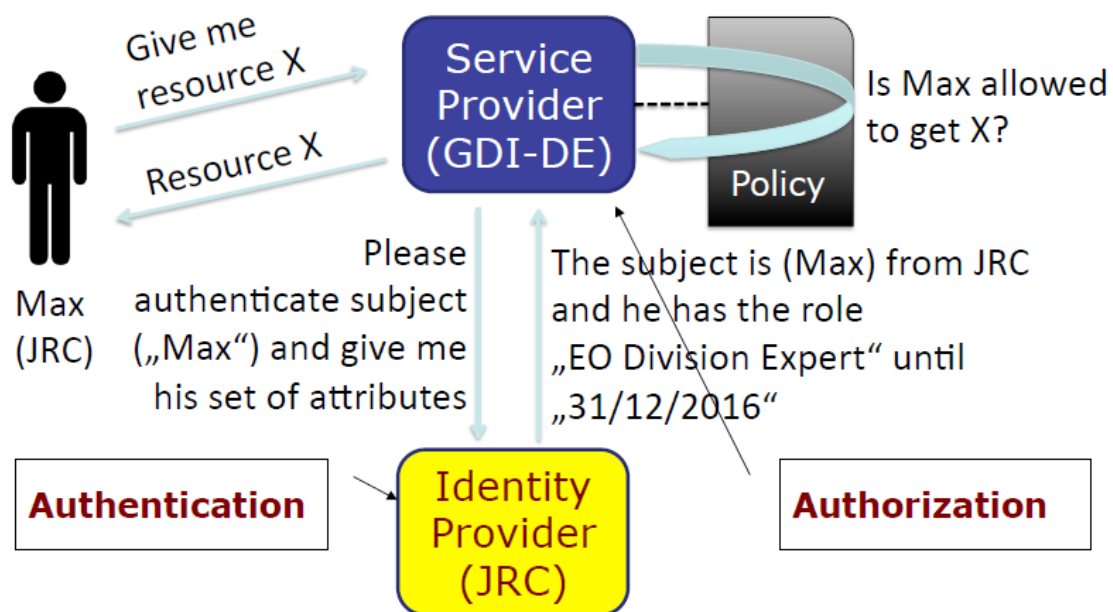 Give me
resource X
Resource X
Max
(JRC)
Service
Provider
(GDI-DE)
Policy
Is Max allowed
to get X?
Please
authenticate subject
(„Max“) and give me
his set of attributes
The subject is (Max) from JRC
and he has the role
„EO Division Expert“ until
„31/12/2016“
Authentication
Identity
Provider
(JRC)
Authorization